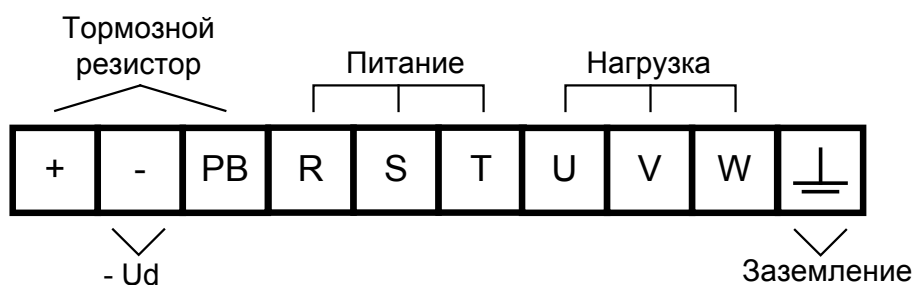 Тормозной
резистор
Питание
Нагрузка
+ - PB R S T U V W
- Ud
Заземление